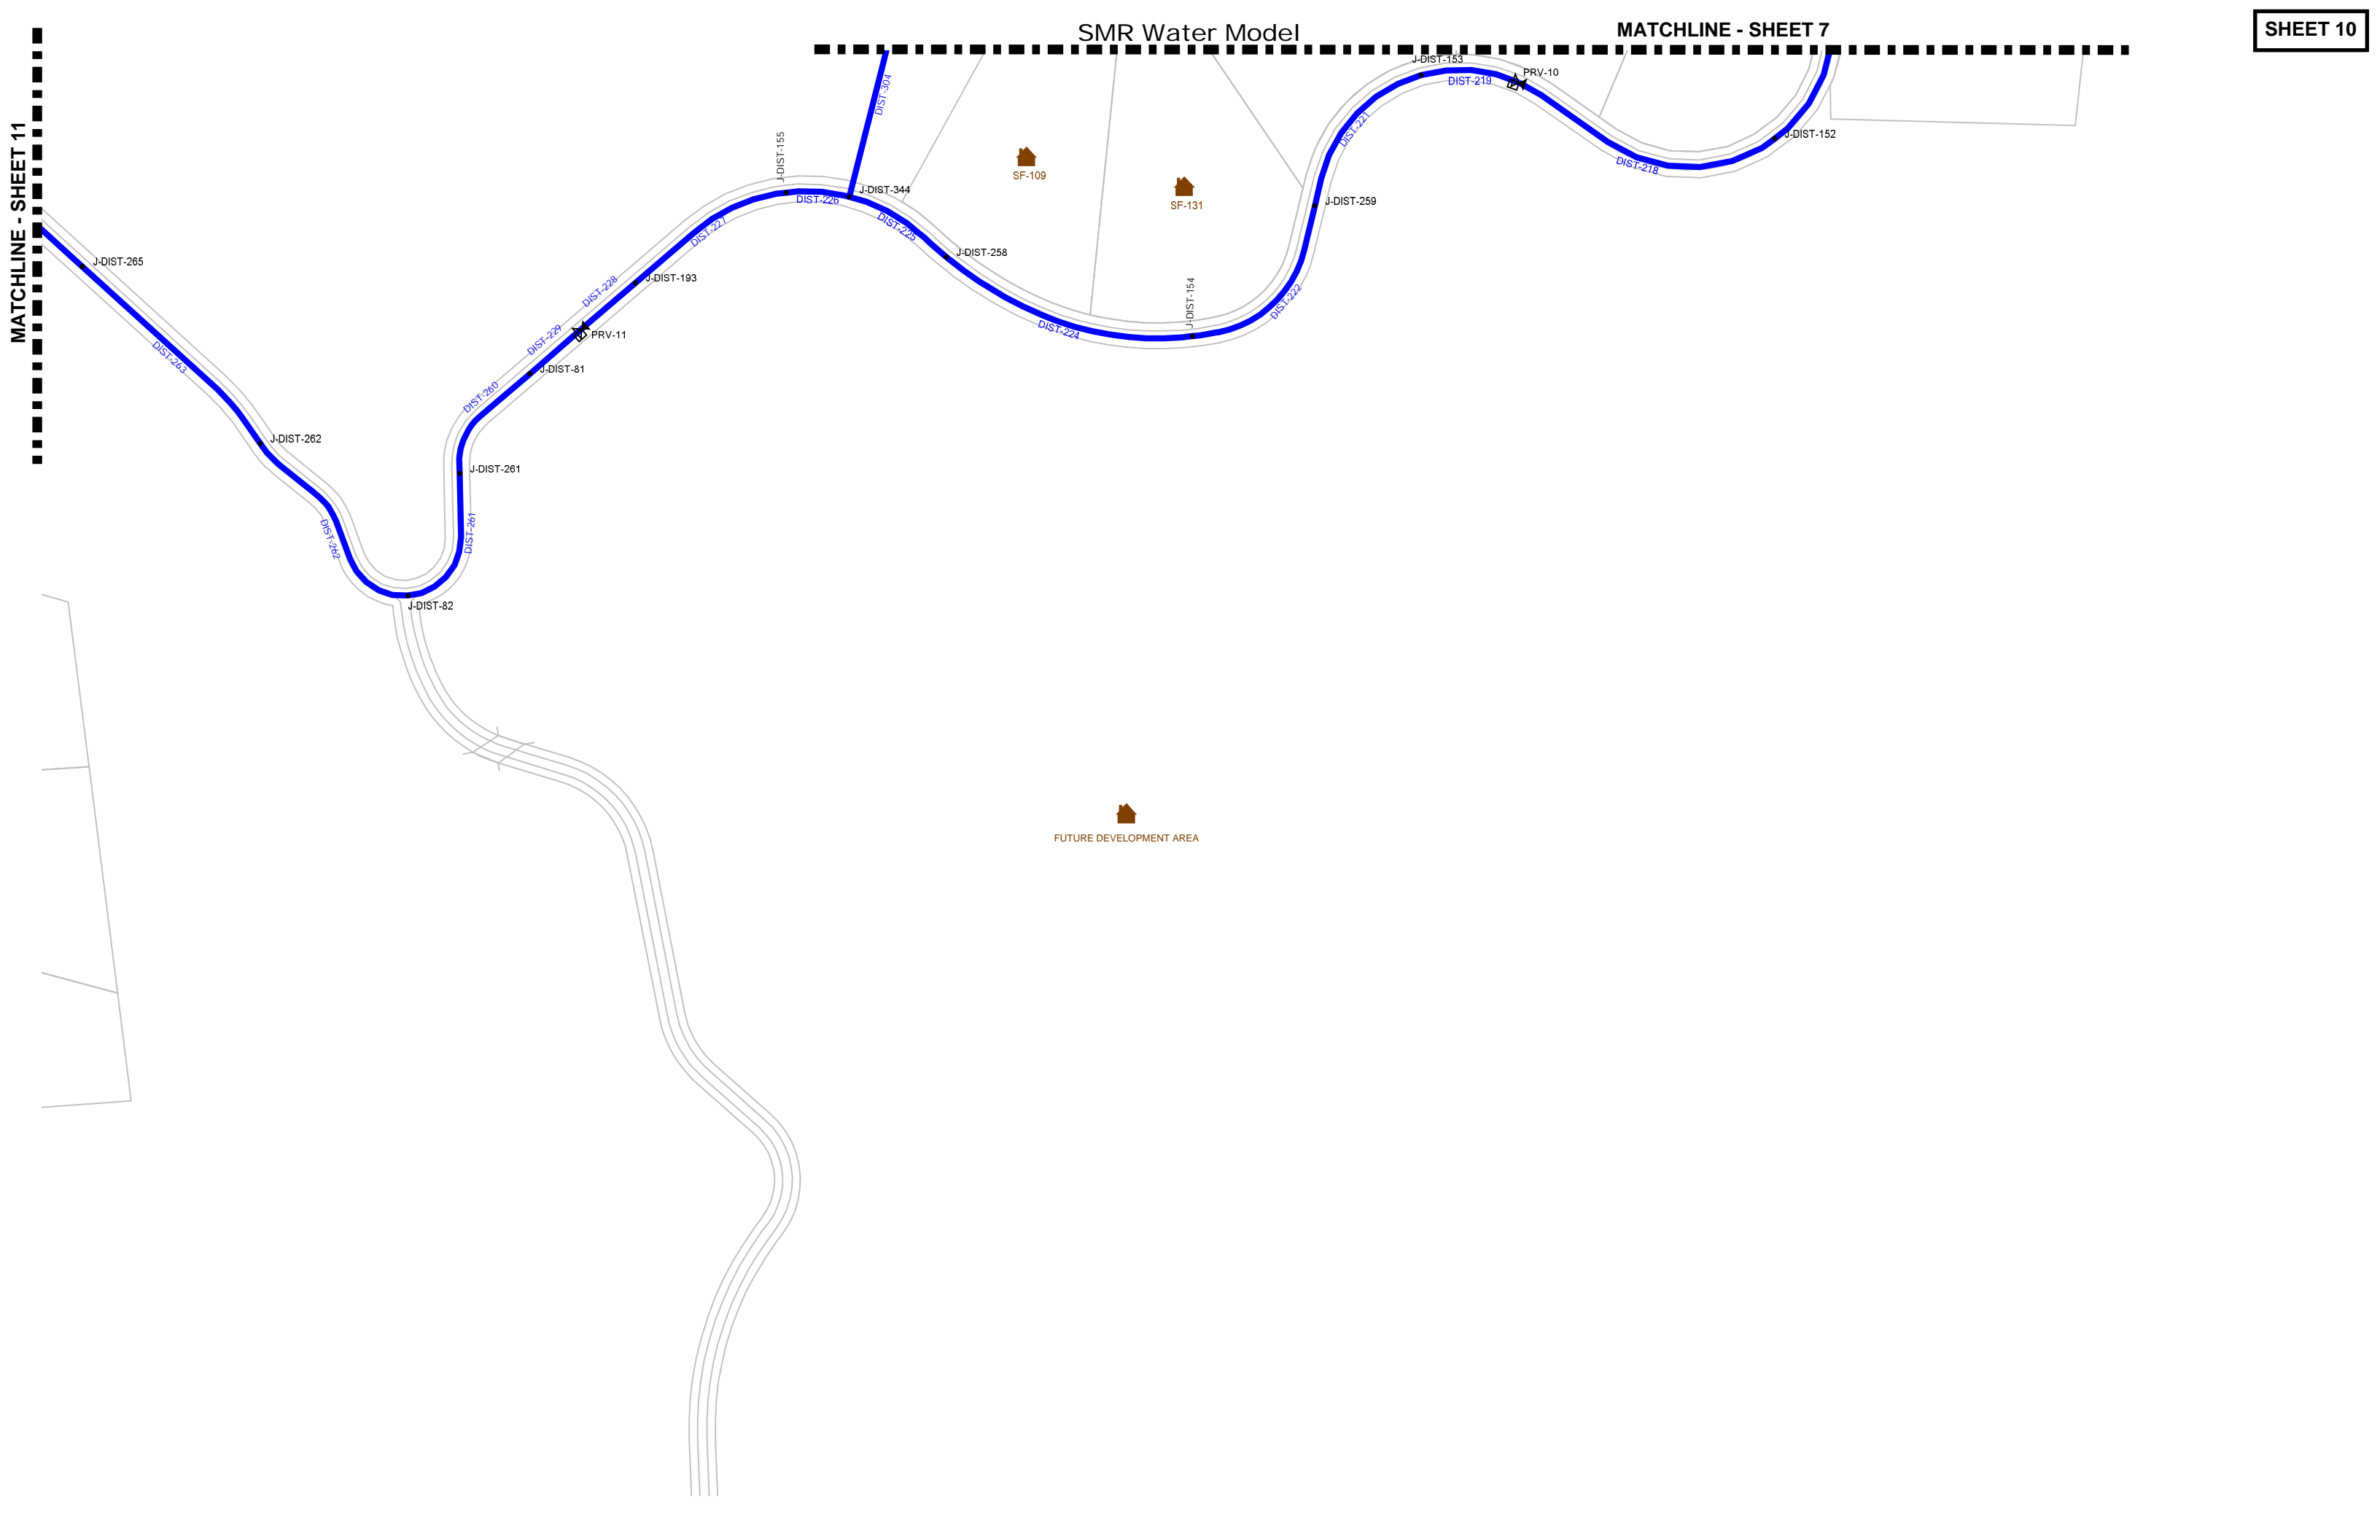 SMR Water Model
MATCHLINE - SHEET 7
SHEET 10
MATCHLINE - SHEET 11
J-DIST-153
PRV-10
DIST-219
DIST-304
DIST-221
J-DIST-152
DIST-218
J-DIST-155
SF-109
J-DIST-344
SF-131
DIST-226
J-DIST-259
DIST-225
DIST-227
J-DIST-258
J-DIST-265
J-DIST-193
DIST-228
J-DIST-154
DIST-222
DIST-224
DIST-229
PRV-11
DIST-263
J-DIST-81
DIST-260
J-DIST-262
J-DIST-261
DIST-262
DIST-261
J-DIST-82
FUTURE DEVELOPMENT AREA